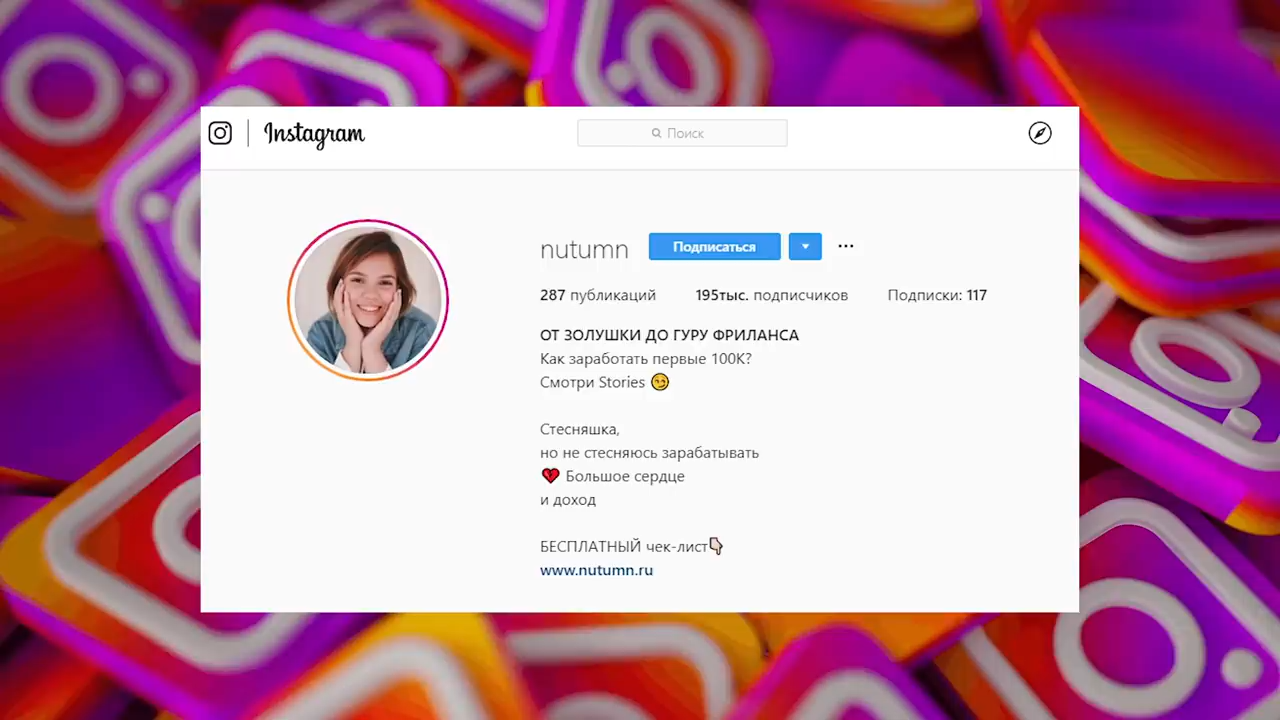 Instagram
Поиск
nutumn
Подписаться
287 публикаций 195тыс. подписчиков Подписки: 117
ОТ ЗОЛУШКИ ДО ГУРУ ФРИЛАНСА
Как заработать первые 100К?
Смотри Stories 😏
Стесняшка,
но не стесняюсь зарабатывать
💔 Большое сердце
и доход
БЕСПЛАТНЫЙ чек-лист👇
www.nutumn.ru